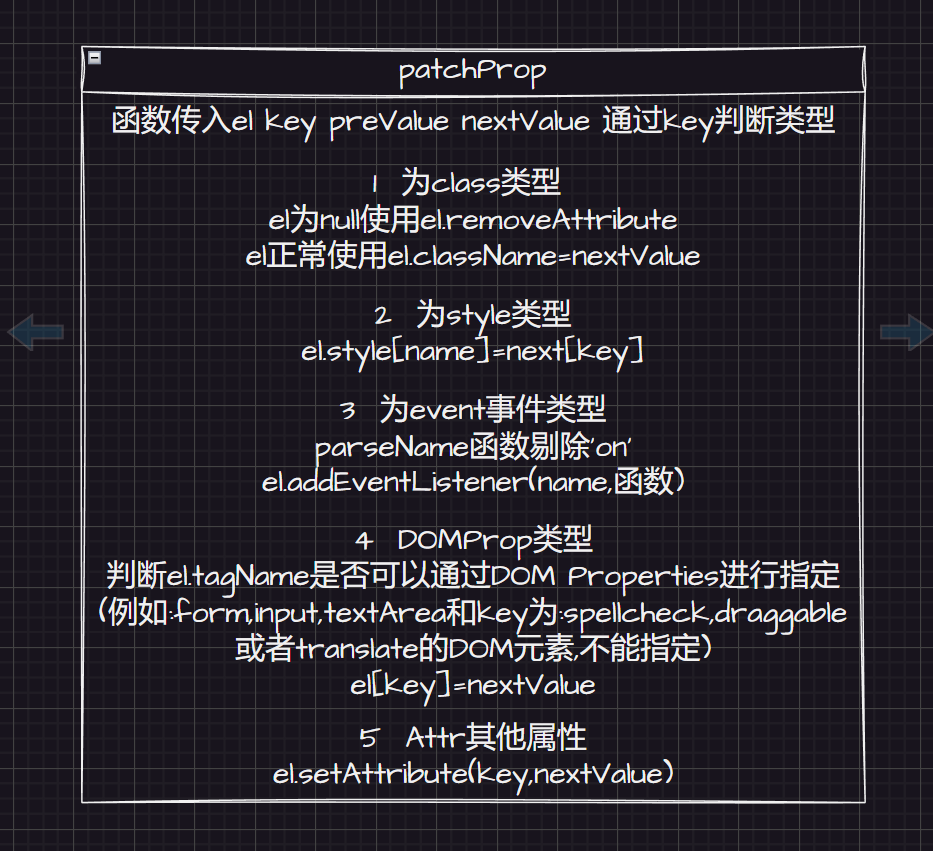 patchProp
函数传入el key preValue nextValue 通过key判断类型
1 为class类型
el为null使用el.removeAttribute
el正常使用el.className=nextValue
2 为style类型
el.style[name]=next[key]
3 为event事件类型
parseName函数剔除'on'
el.addEventListener(name,函数)
4 DOMProp类型
判断el.tagName是否可以通过DOM Properties进行指定
(例如:form,input,textArea和key为:spellcheck,draggable
或者translate的DOM元素,不能指定)
el[key]=nextValue
5 Attr其他属性
el.setAttribute(key,nextValue)